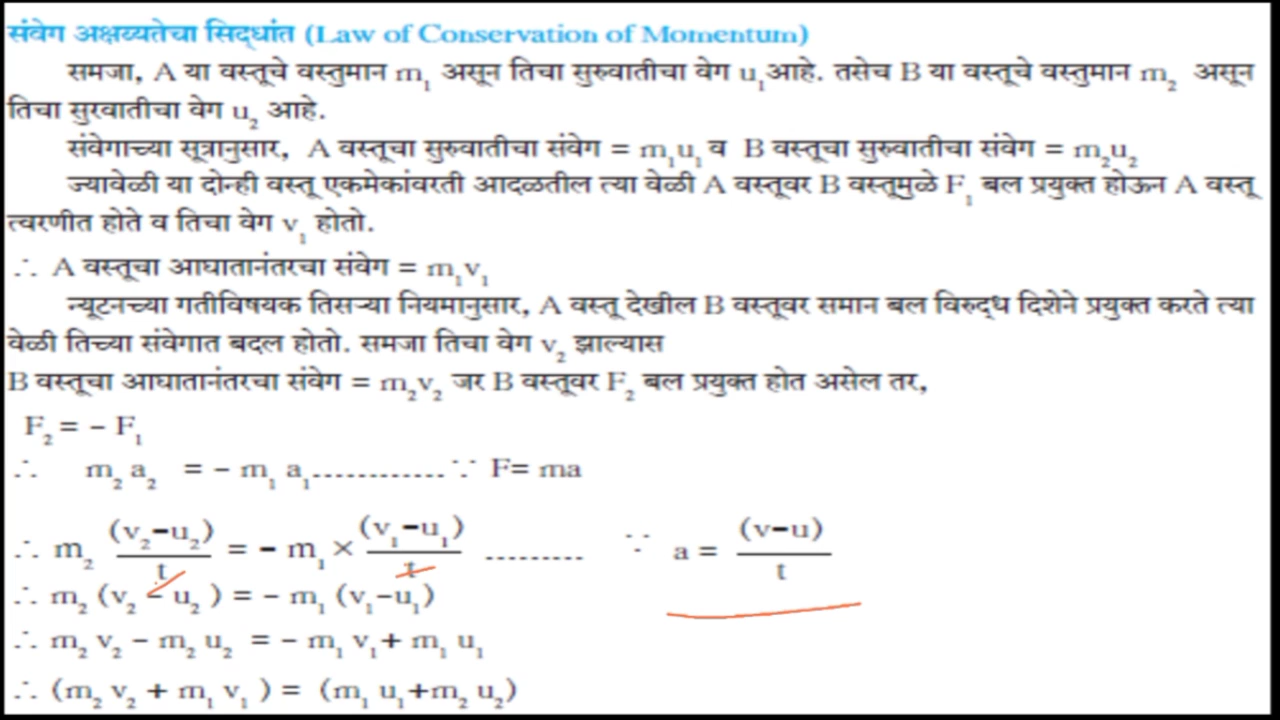 संवेग अक्षय्यतेचा सिद्धांत (Law of Conservation of Momentum)
समजा, A या वस्तूचे वस्तुमान m₁ असून तिचा सुरुवातीचा वेग u₁आहे. तसेच B या वस्तूचे वस्तुमान m₂ असून
तिचा सुरवातीचा वेग u₂ आहे.
संवेगाच्या सूत्रानुसार, A वस्तूचा सुरुवातीचा संवेग = m₁u₁ व B वस्तूचा सुरुवातीचा संवेग = m₂u₂
ज्यावेळी या दोन्ही वस्तू एकमेकांवरती आदळतील त्या वेळी A वस्तूवर B वस्तूमुळे F₁ बल प्रयुक्त होऊन A वस्तू
त्वरणीत होते व तिचा वेग v₁ होतो.
∴ A वस्तूचा आघातानंतरचा संवेग = m₁v₁
न्यूटनच्या गतीविषयक तिसऱ्या नियमानुसार, A वस्तू देखील B वस्तूवर समान बल विरुद्ध दिशेने प्रयुक्त करते त्या
वेळी तिच्या संवेगात बदल होतो. समजा तिचा वेग v₂ झाल्यास
B वस्तूचा आघातानंतरचा संवेग = m₂v₂ जर B वस्तूवर F₂ बल प्रयुक्त होत असेल तर,
F₂ = – F₁
∴ m₂ a₂ = – m₁ a₁............∵ F= ma
∴ m₂ (v₂–u₂)/t = – m₁ × (v₁–u₁)/t ......... ∵ a = (v–u)/t
∴ m₂ (v₂ – u₂ ) = – m₁ (v₁–u₁)
∴ m₂ v₂ – m₂ u₂ = – m₁ v₁+ m₁ u₁
∴ (m₂ v₂ + m₁ v₁ ) = (m₁ u₁+m₂ u₂)